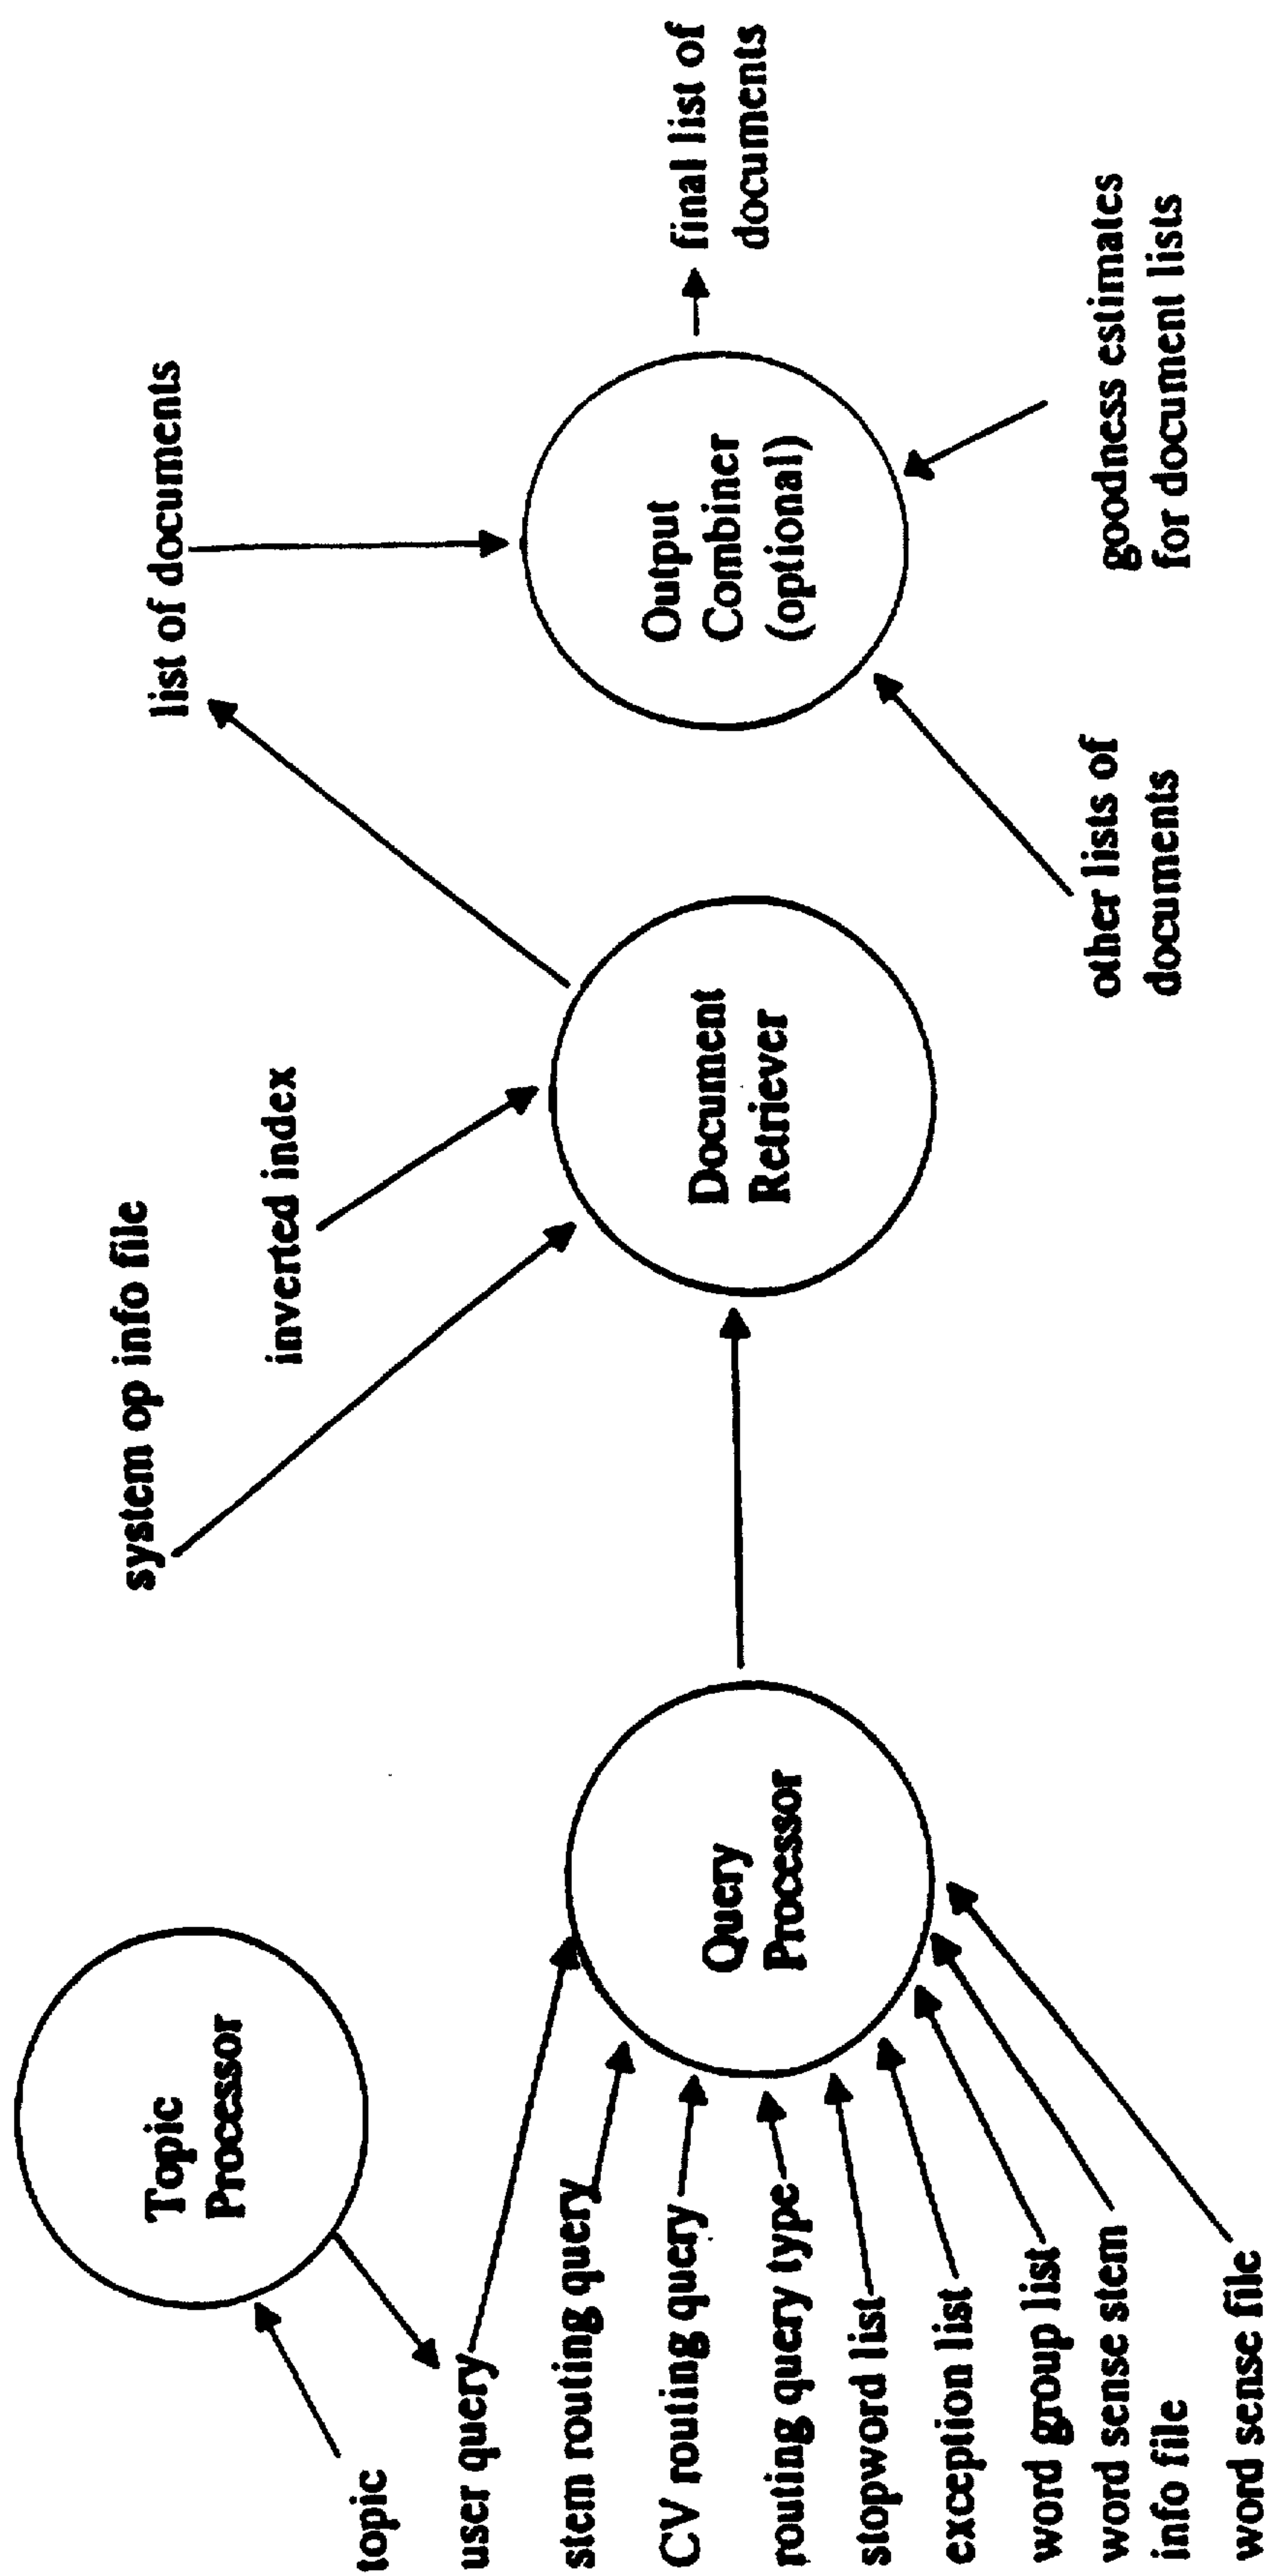 Topic
Processor
topic
user query
stem routing query
CV routing query
routing query type
stopword list
exception list
word group list
word sense stem
info file
word sense file
Query
Processor
system op info file
inverted index
Document
Retriever
list of documents
Output
Combiner
(optional)
other lists of
documents
goodness estimates
for document lists
final list of
documents